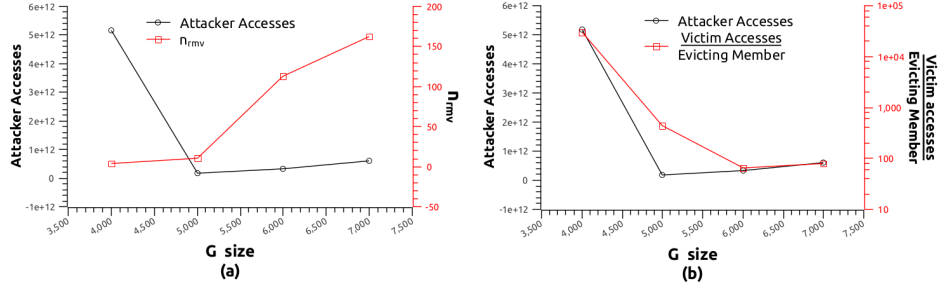 6e+12
5e+12
4e+12
3e+12
2e+12
1e+12
0
-1e+12
Attacker Accesses
Attacker Accesses
n_rmv
200
150
100
50
0
-50
n_rmv
3,500
4,000
4,500
5,000
5,500
6,000
6,500
7,000
7,500
G size
(a)
6e+12
5e+12
4e+12
3e+12
2e+12
1e+12
0
-1e+12
Attacker Accesses
Attacker Accesses
Victim Accesses
Evicting Member
1e+05
1e+04
1,000
100
10
Victim accesses
Evicting Member
3,500
4,000
4,500
5,000
5,500
6,000
6,500
7,000
7,500
G size
(b)